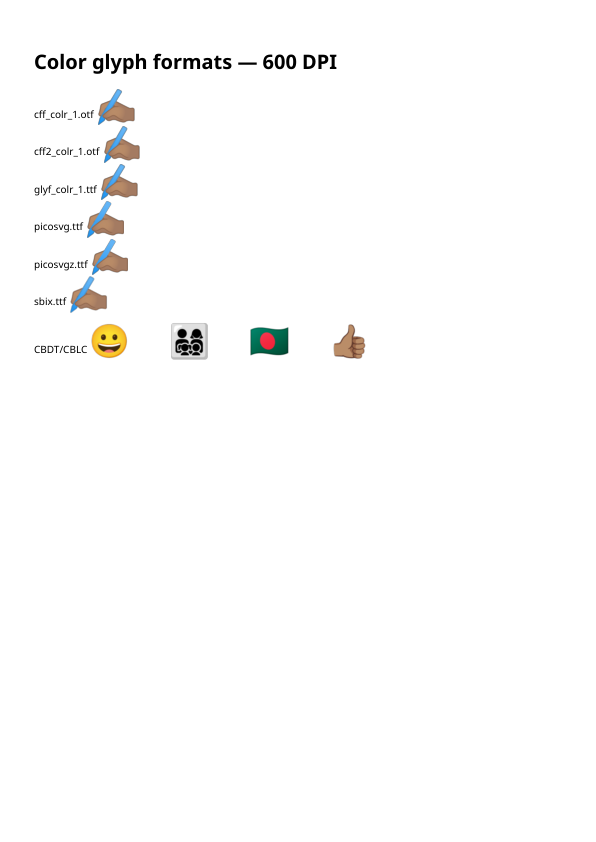 Color glyph formats — 600 DPI
cff_colr_1.otf ✍🏽
cff2_colr_1.otf ✍🏽
glyf_colr_1.ttf ✍🏽
picosvg.ttf ✍🏽
picosvgz.ttf ✍🏽
sbix.ttf ✍🏽
CBDT/CBLC 😀 👨‍👩‍👧‍👦 🇧🇩 👍🏽